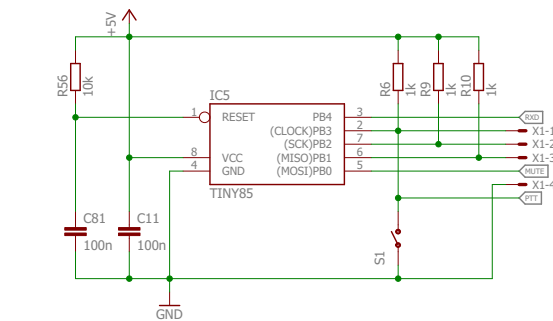 +5V
R56
10k
IC5
1
RESET
8
VCC
4
GND
PB4
3
(CLOCK)PB3
2
(SCK)PB2
7
(MISO)PB1
6
(MOSI)PB0
5
TINY85
R6
1k
R9
1k
R10
1k
RXD
X1-1
X1-2
X1-3
MUTE
X1-4
PTT
C81
100n
C11
100n
S1
GND